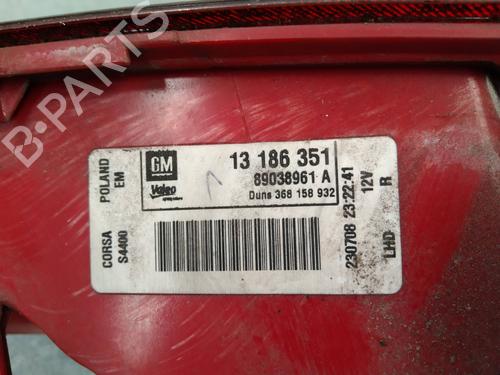 B-PARTS
POLAND
EM
GM
Valeo
13 186 351
89038961 A
Duns 368 158 932
CORSA
S4400
230708 23:22:41
12V
R
LHD